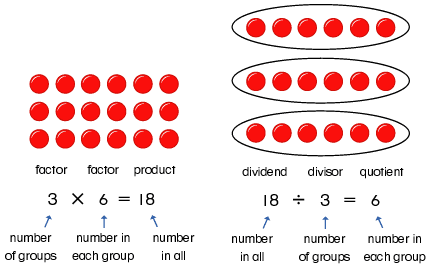 factor factor product
3 × 6 = 18
number of groups
number in each group
number in all
dividend divisor quotient
18 ÷ 3 = 6
number in all
number of groups
number in each group